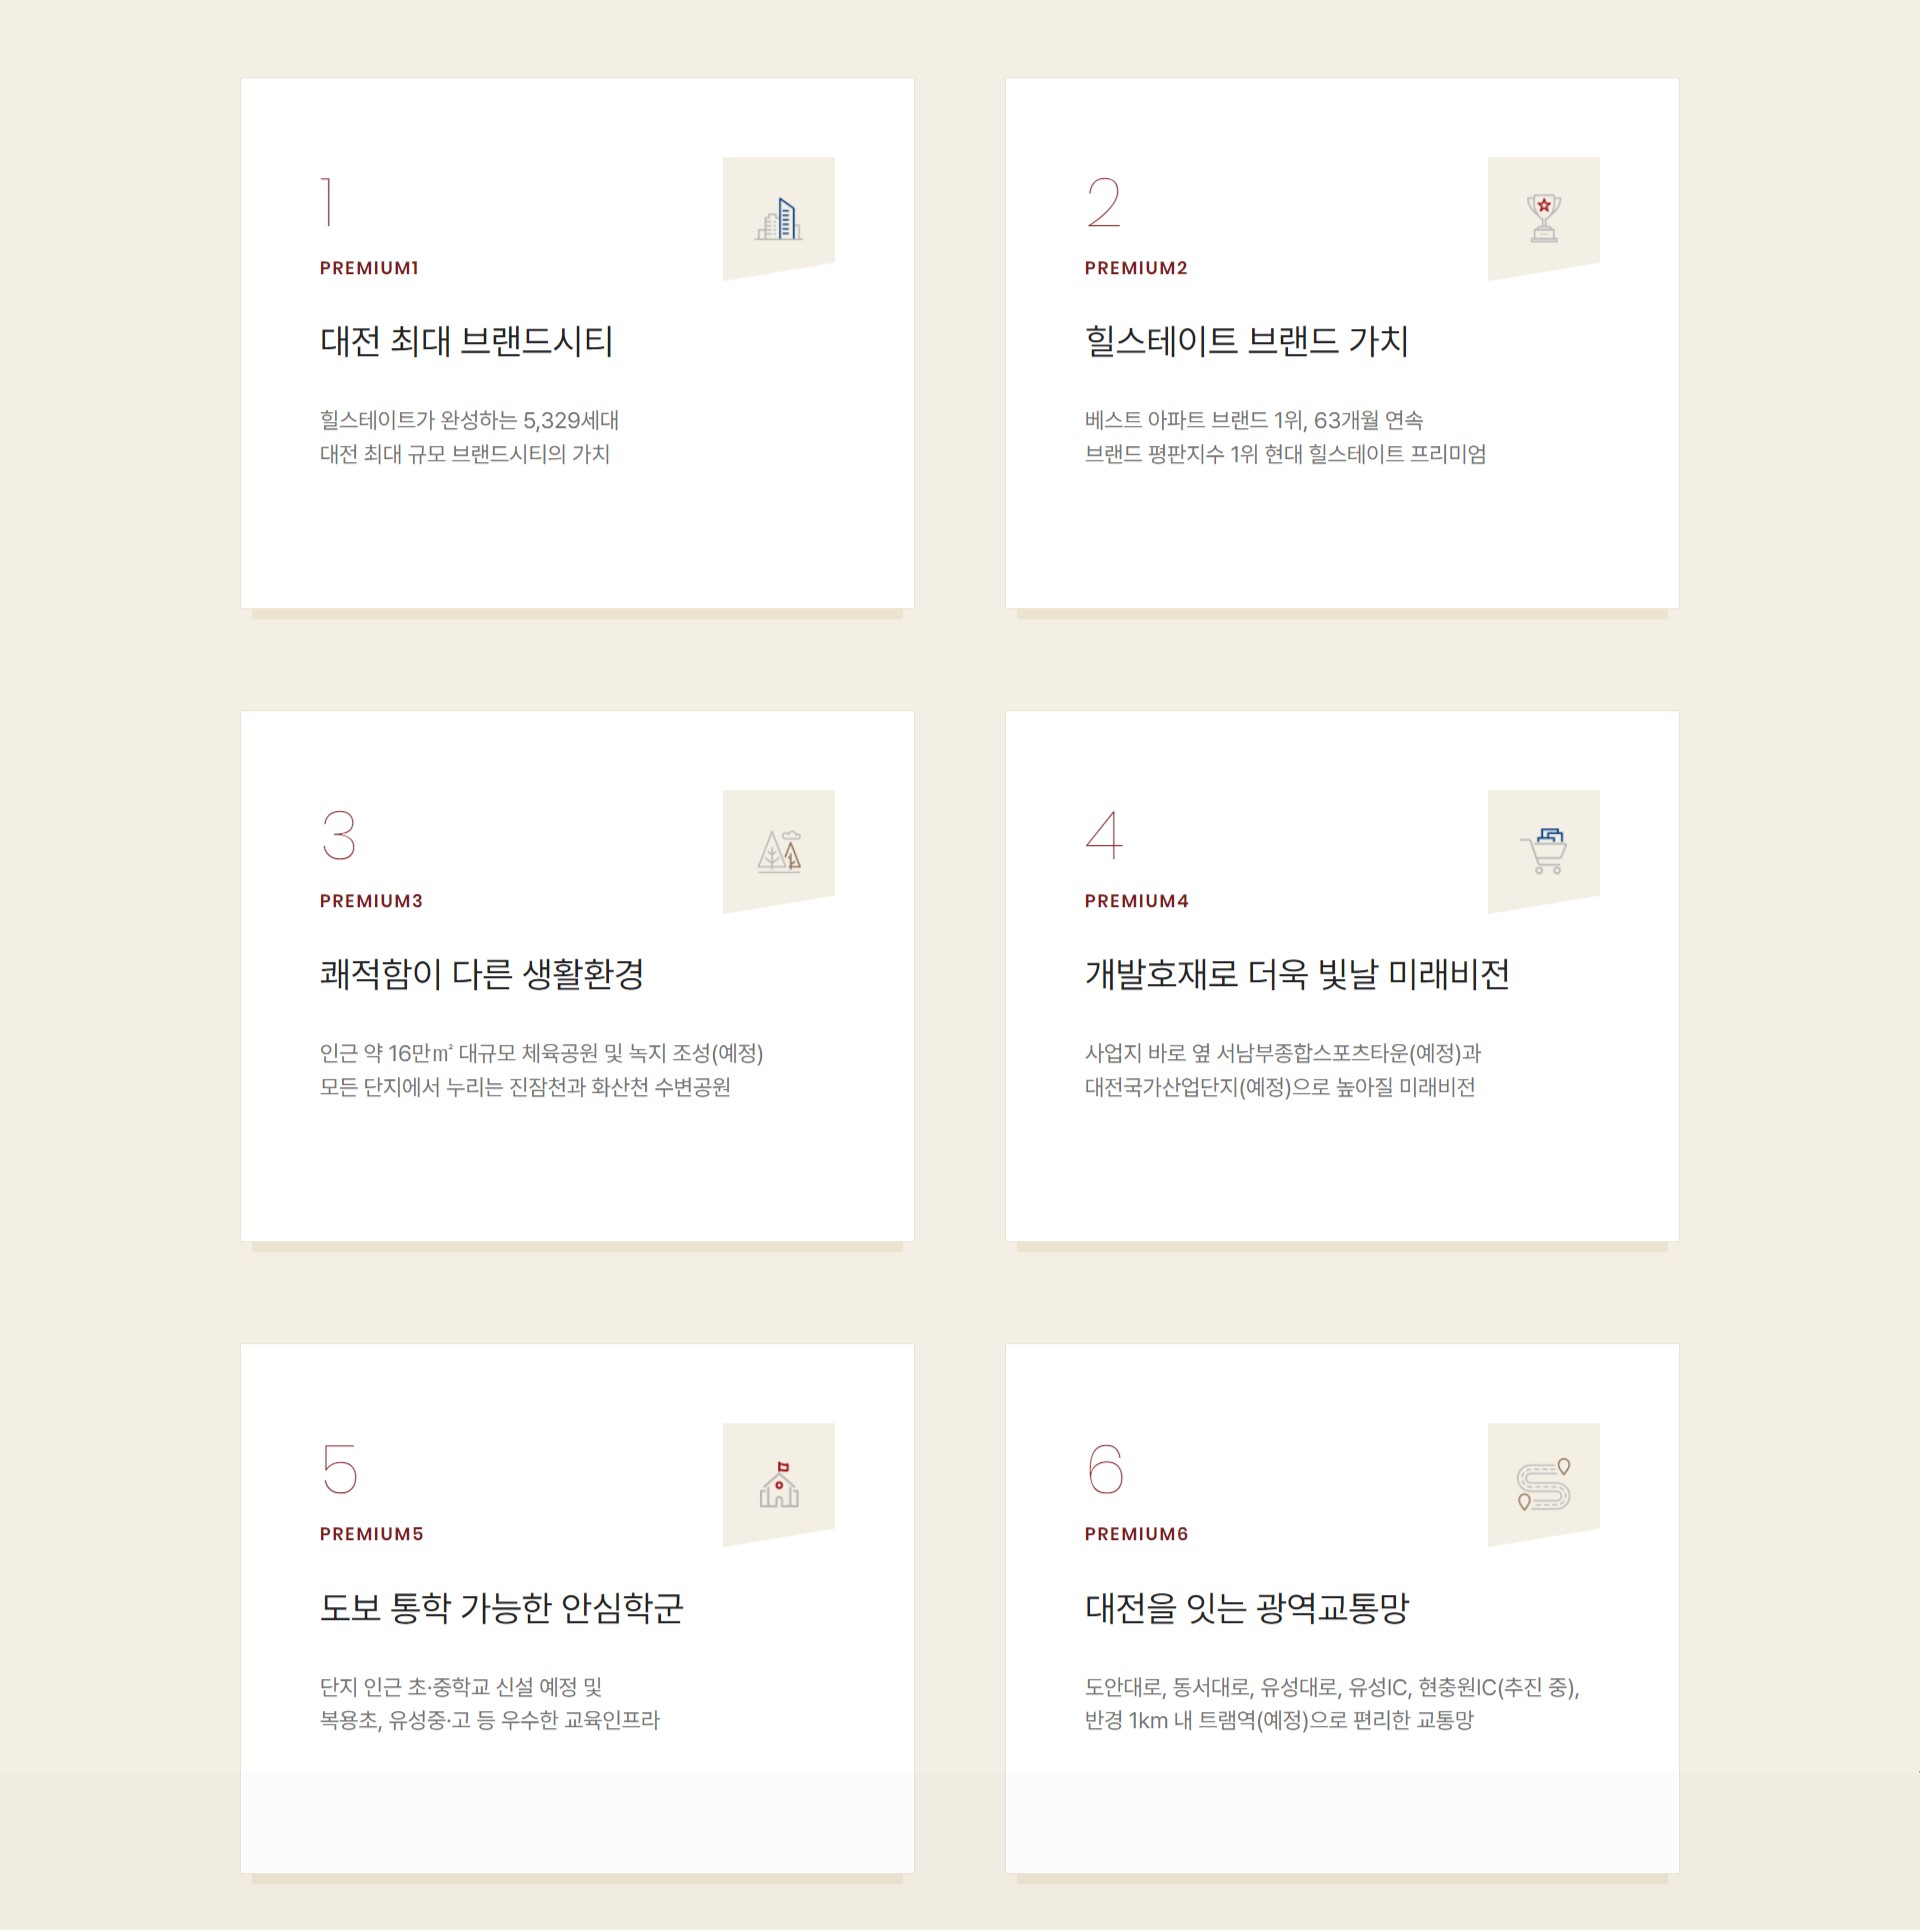 1
PREMIUM1
대전 최대 브랜드시티
힐스테이트가 완성하는 5,329세대
대전 최대 규모 브랜드시티의 가치
2
PREMIUM2
힐스테이트 브랜드 가치
베스트 아파트 브랜드 1위, 63개월 연속
브랜드 평판지수 1위 현대 힐스테이트 프리미엄
3
PREMIUM3
쾌적함이 다른 생활환경
인근 약 16만㎡ 대규모 체육공원 및 녹지 조성(예정)
모든 단지에서 누리는 진잠천과 화산천 수변공원
4
PREMIUM4
개발호재로 더욱 빛날 미래비전
사업지 바로 옆 서남부종합스포츠타운(예정)과
대전국가산업단지(예정)으로 높아질 미래비전
5
PREMIUM5
도보 통학 가능한 안심학군
단지 인근 초·중학교 신설 예정 및
복용초, 유성중·고 등 우수한 교육인프라
6
PREMIUM6
대전을 잇는 광역교통망
도안대로, 동서대로, 유성대로, 유성IC, 현충원IC(추진 중),
반경 1km 내 트램역(예정)으로 편리한 교통망